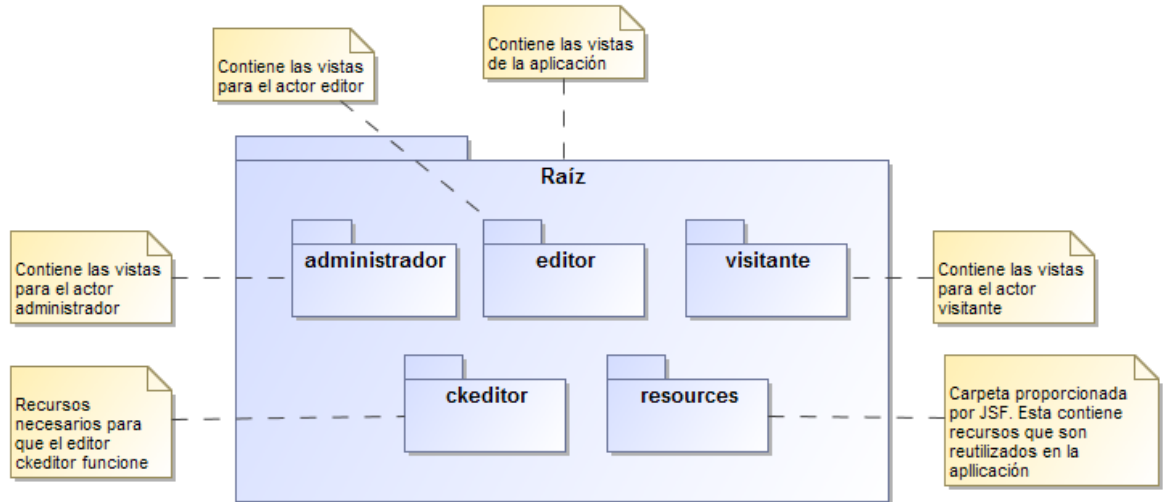 Contiene las vistas
de la aplicación
Contiene las vistas
para el actor editor
Raíz
administrador
editor
visitante
Contiene las vistas
para el actor
administrador
Contiene las vistas
para el actor
visitante
ckeditor
resources
Recursos
necesarios para
que el editor
ckeditor funcione
Carpeta proporcionada
por JSF. Esta contiene
recursos que son
reutilizados en la
apllicación